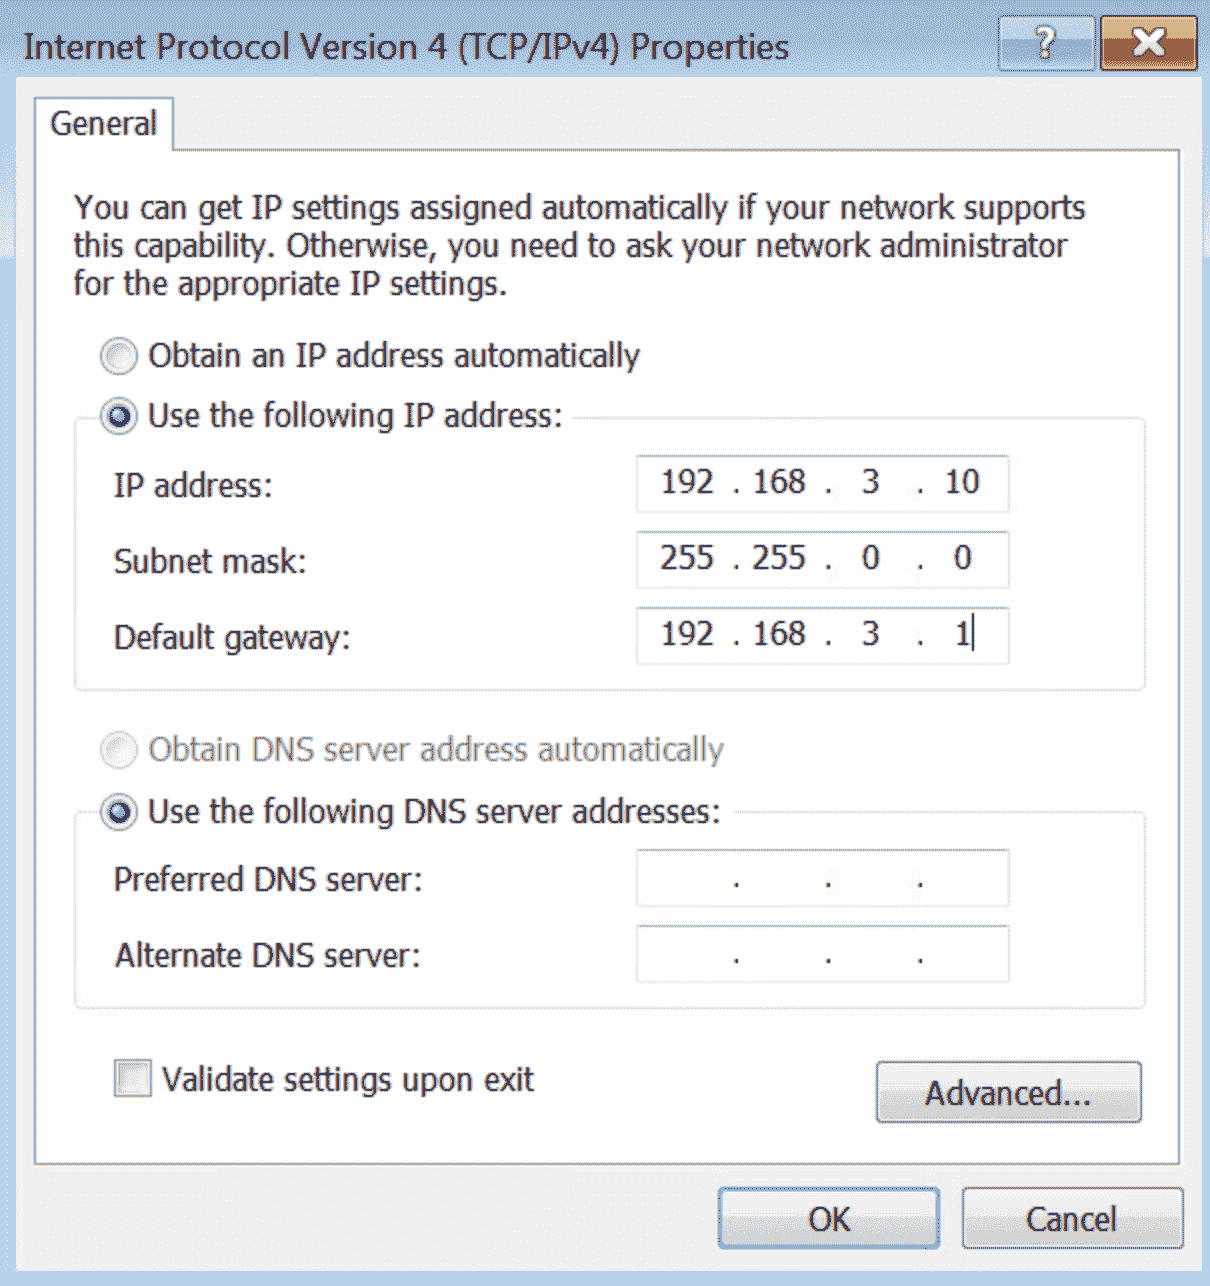 Internet Protocol Version 4 (TCP/IPv4) Properties
?
General
You can get IP settings assigned automatically if your network supports
this capability. Otherwise, you need to ask your network administrator
for the appropriate IP settings.
Obtain an IP address automatically
Use the following IP address:
IP address: 192 . 168 . 3 . 10
Subnet mask: 255 . 255 . 0 . 0
Default gateway: 192 . 168 . 3 . 1
Obtain DNS server address automatically
Use the following DNS server addresses:
Preferred DNS server: . . .
Alternate DNS server: . . .
Validate settings upon exit
Advanced...
OK Cancel